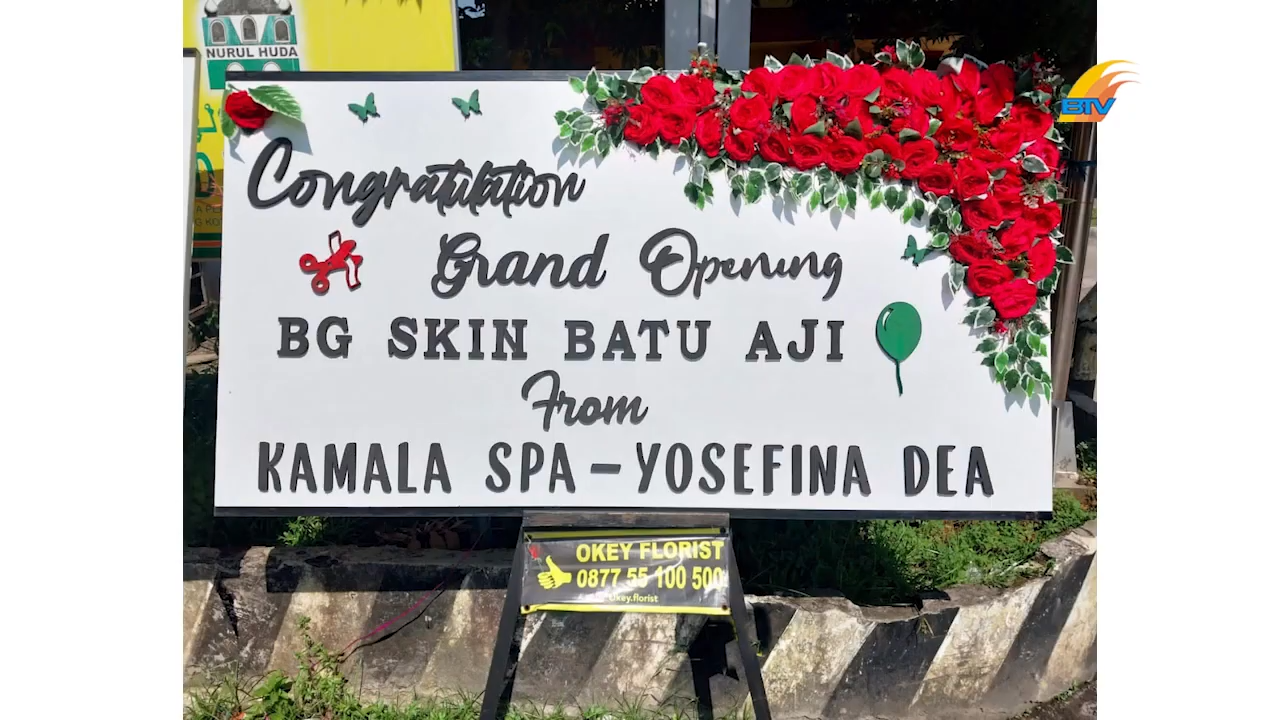 NURUL HUDA
BTV
Congratulation
Grand Opening
BG SKIN BATU AJI
From
KAMALA SPA - YOSEFINA DEA
OKEY FLORIST
0877 55 100 500